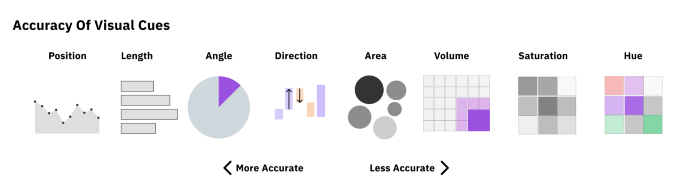 Accuracy Of Visual Cues
Position Length Angle Direction Area Volume Saturation Hue
More Accurate Less Accurate